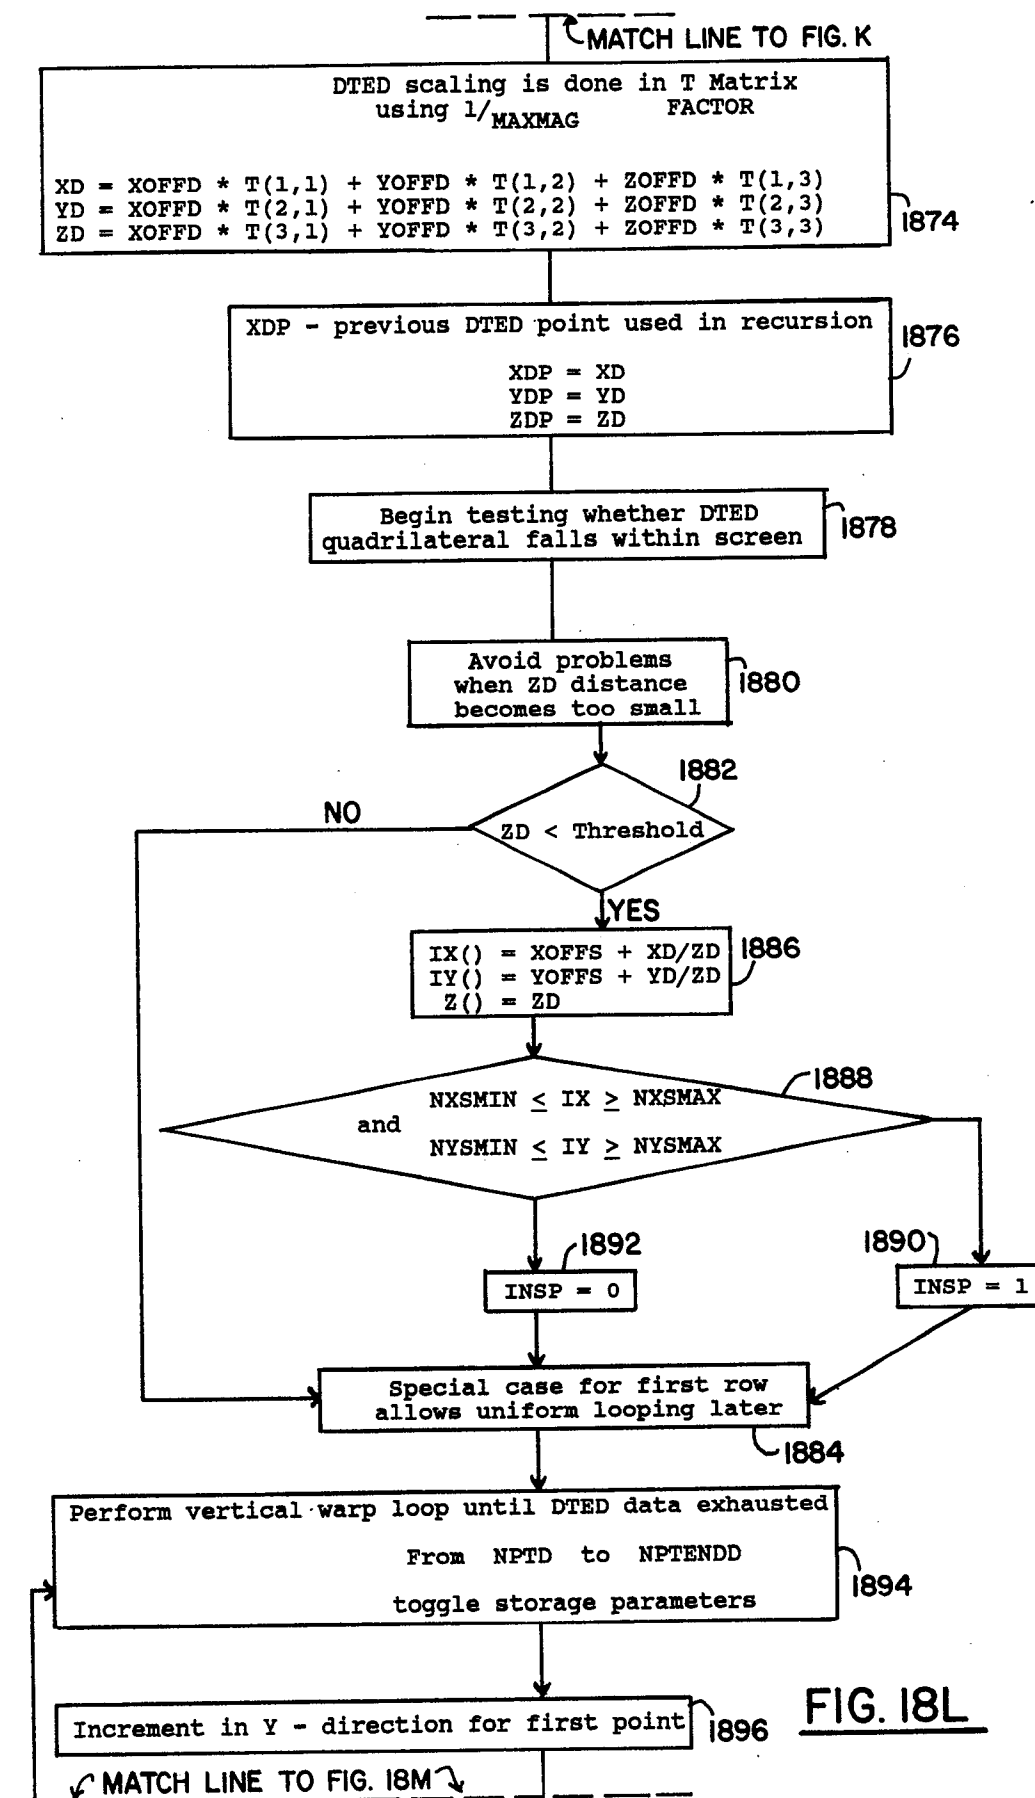 MATCH LINE TO FIG. K
DTED scaling is done in T Matrix
using 1/MAXMAG FACTOR
XD = XOFFD * T(1,1) + YOFFD * T(1,2) + ZOFFD * T(1,3)
YD = XOFFD * T(2,1) + YOFFD * T(2,2) + ZOFFD * T(2,3)
ZD = XOFFD * T(3,1) + YOFFD * T(3,2) + ZOFFD * T(3,3)
1874
XDP - previous DTED point used in recursion
1876
XDP = XD
YDP = YD
ZDP = ZD
Begin testing whether DTED
quadrilateral falls within screen
1878
Avoid problems
when ZD distance
becomes too small
1880
1882
NO
ZD < Threshold
YES
IX() = XOFFS + XD/ZD
IY() = YOFFS + YD/ZD
Z() = ZD
1886
1888
NXSMIN ≤ IX ≥ NXSMAX
and
NYSMIN ≤ IY ≥ NYSMAX
1892
1890
INSP = 0
INSP = 1
Special case for first row
allows uniform looping later
1884
Perform vertical warp loop until DTED data exhausted
From NPTD to NPTENDD
toggle storage parameters
1894
Increment in Y - direction for first point
1896
FIG. 18L
MATCH LINE TO FIG. 18M